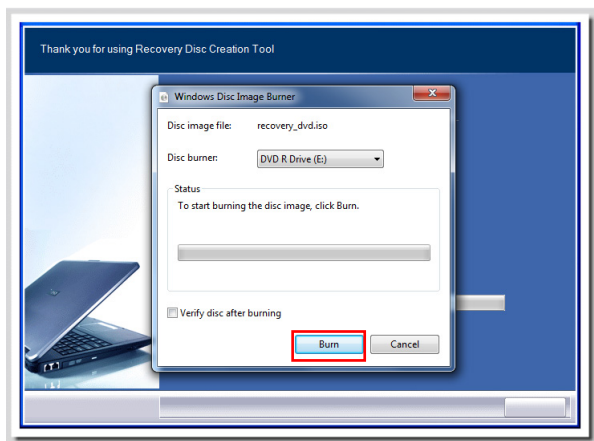 Thank you for using Recovery Disc Creation Tool
Windows Disc Image Burner
Disc image file: recovery_dvd.iso
Disc burner: DVD R Drive (E:)
Status
To start burning the disc image, click Burn.
Verify disc after burning
Burn Cancel